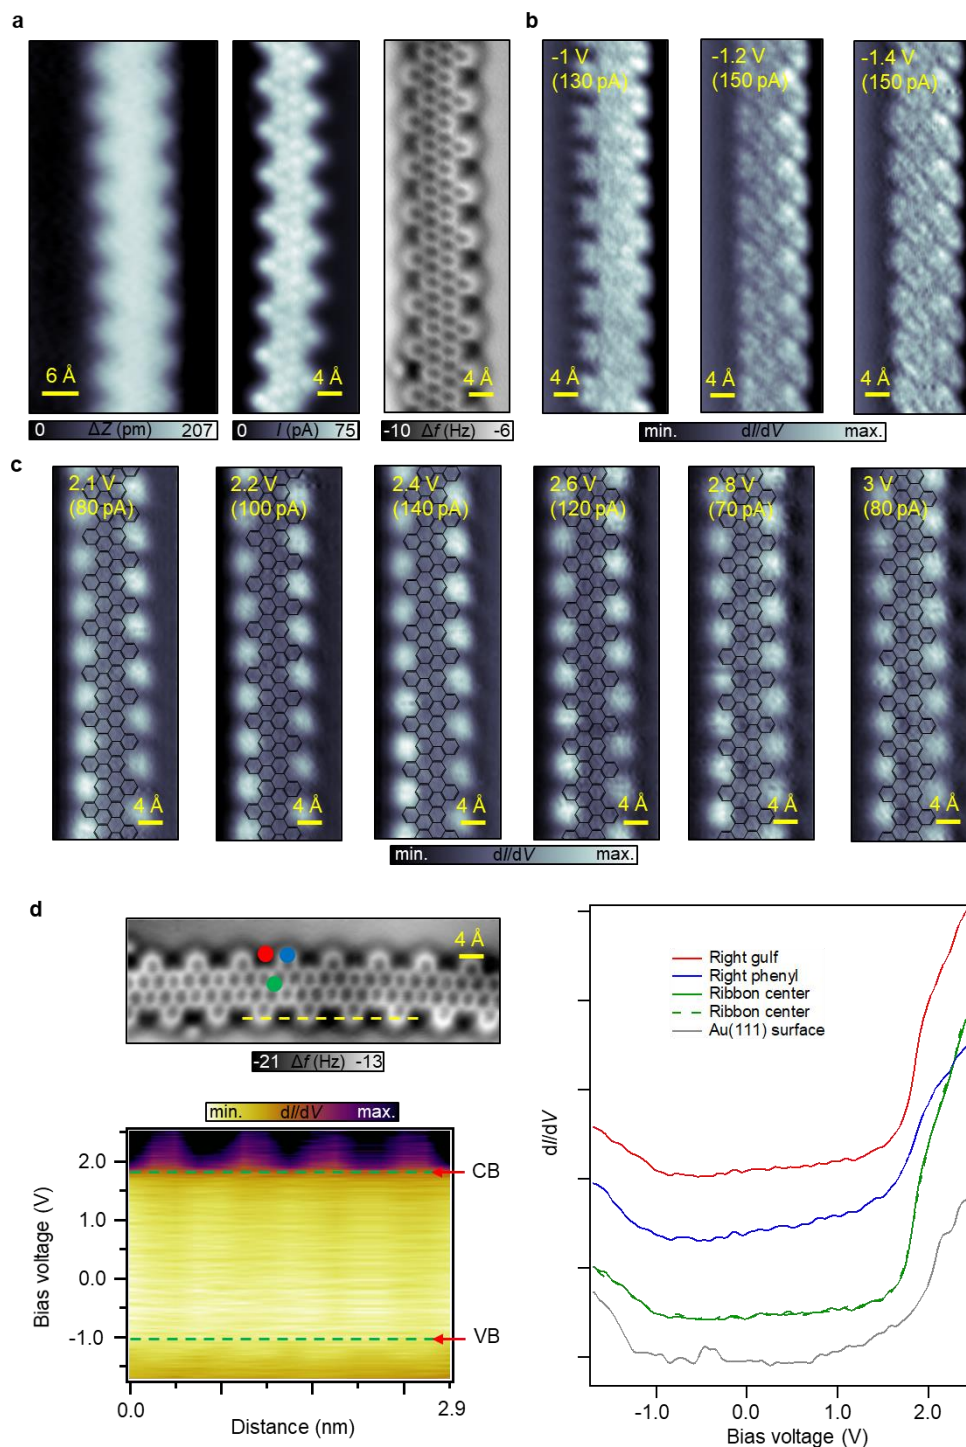 a
b
-1 V
(130 pA)
-1.2 V
(150 pA)
-1.4 V
(150 pA)
6 Å
4 Å
4 Å
4 Å
4 Å
4 Å
0 ΔZ (pm) 207
0 I (pA) 75
-10 Δf (Hz) -6
min. dI/dV max.
c
2.1 V
(80 pA)
2.2 V
(100 pA)
2.4 V
(140 pA)
2.6 V
(120 pA)
2.8 V
(70 pA)
3 V
(80 pA)
4 Å
4 Å
4 Å
4 Å
4 Å
4 Å
min. dI/dV max.
d
4 Å
-21 Δf (Hz) -13
min. dI/dV max.
2.0
1.0
0.0
-1.0
Bias voltage (V)
CB
VB
0.0
2.9
Distance (nm)
Right gulf
Right phenyl
Ribbon center
Ribbon center
Au(111) surface
dI/dV
-1.0
0.0
1.0
2.0
Bias voltage (V)